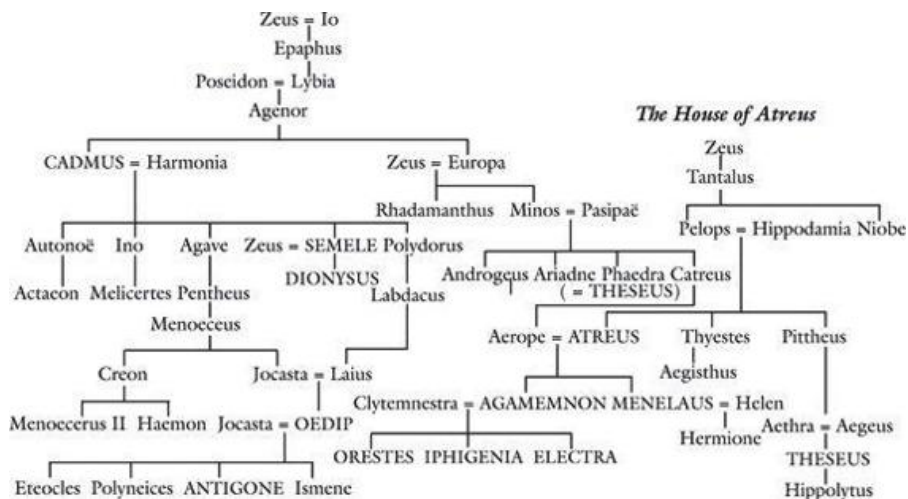 Zeus = Io
Epaphus
Poseidon = Lybia
Agenor
The House of Atreus
Zeus
CADMUS = Harmonia Zeus = Europa
Tantalus
Rhadamanthus Minos = Pasipaë
Pelops = Hippodamia Niobe
Autonoë Ino Agave Zeus = SEMELE Polydorus
DIONYSUS
Androgeus Ariadne Phaedra Catreus
( = THESEUS)
Actaeon Melicertes Pentheus
Labdacus
Menoeceus
Aerope = ATREUS Thyestes Pittheus
Creon Jocasta = Laius
Aegisthus
Clytemnestra = AGAMEMNON MENELAUS = Helen
Menoecerus II Haemon Jocasta = OEDIP
Hermione
Aethra = Aegeus
ORESTES IPHIGENIA ELECTRA
THESEUS
Eteocles Polyneices ANTIGONE Ismene
Hippolytus